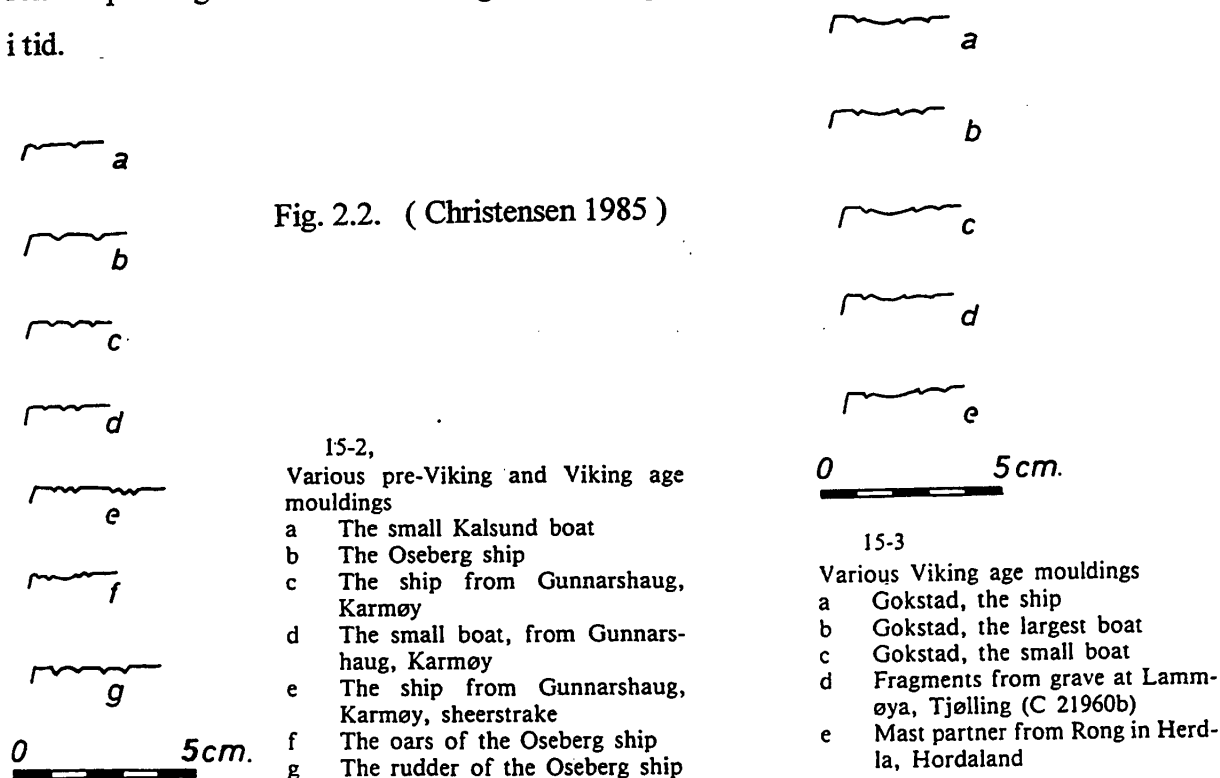 i tid.
a
b
c
d
e
f
g
0 5cm.
Fig. 2.2. ( Christensen 1985 )
15-2,
Various pre-Viking and Viking age
mouldings
a The small Kalsund boat
b The Oseberg ship
c The ship from Gunnarshaug,
Karmøy
d The small boat, from Gunnars-
haug, Karmøy
e The ship from Gunnarshaug,
Karmøy, sheerstrake
f The oars of the Oseberg ship
g The rudder of the Oseberg ship
a
b
c
d
e
0 5cm.
15-3
Various Viking age mouldings
a Gokstad, the ship
b Gokstad, the largest boat
c Gokstad, the small boat
d Fragments from grave at Lamm-
øya, Tjølling (C 21960b)
e Mast partner from Rong in Herd-
la, Hordaland